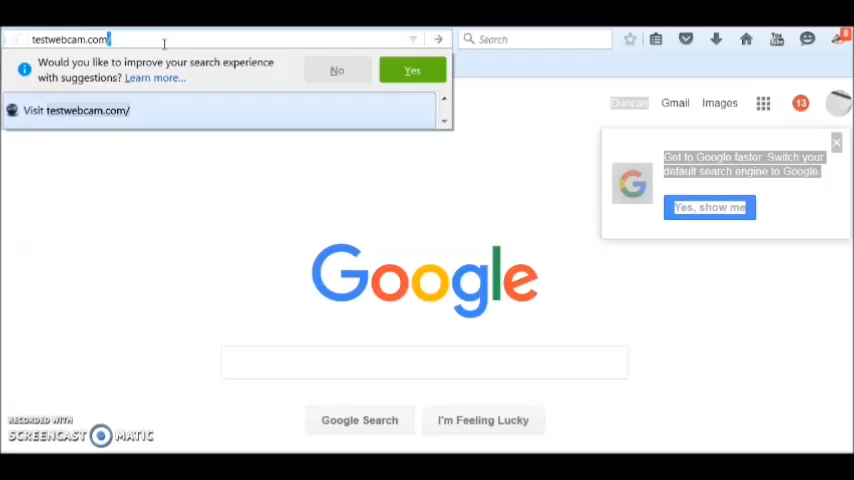 testwebcam.com/
Search
8
Would you like to improve your search experience
with suggestions? Learn more...
No
Yes
Visit testwebcam.com/
Duncan
Gmail
Images
13
Get to Google faster. Switch your
default search engine to Google.
G
Yes, show me
Google
Google Search
I'm Feeling Lucky
RECORDED WITH
SCREENCAST MATIC